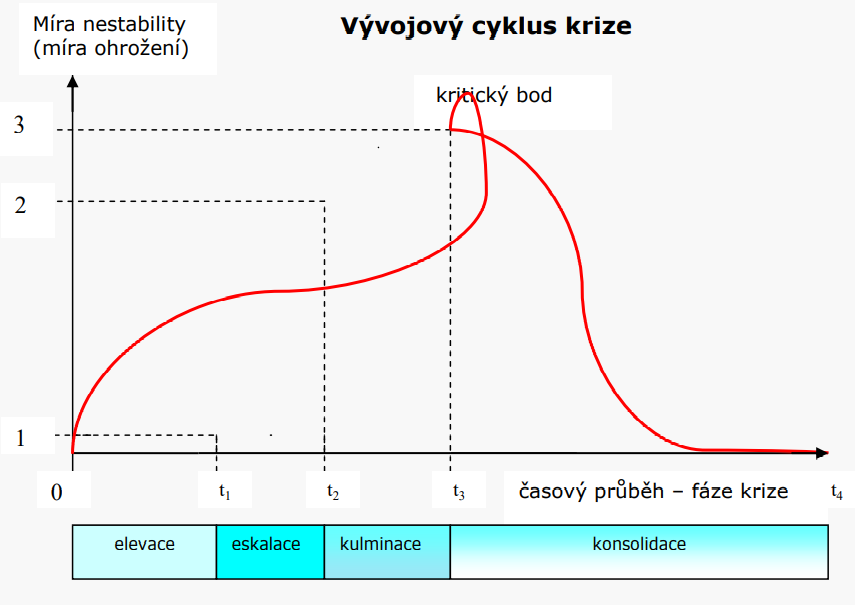 Vývojový cyklus krize
Míra nestability
(míra ohrožení)
kritický bod
3
2
1
0
t1
t2
t3
časový průběh – fáze krize
t4
elevace
eskalace
kulminace
konsolidace